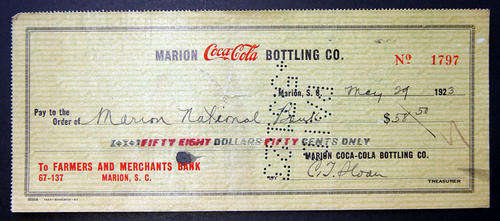 MARION Coca-Cola BOTTLING CO.
No 1797
Marion, S. C. May 29 1923
Pay to the
Order of Marion National Bank $58 50
FIFTY EIGHT DOLLARS FIFTY CENTS ONLY
MARION COCA-COLA BOTTLING CO.
To FARMERS AND MERCHANTS BANK
67-137 MARION, S. C.
TREASURER